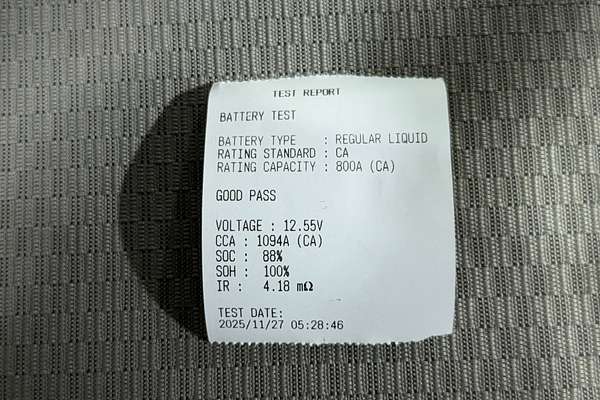 TEST REPORT
BATTERY TEST
BATTERY TYPE : REGULAR LIQUID
RATING STANDARD : CA
RATING CAPACITY : 800A (CA)
GOOD PASS
VOLTAGE : 12.55V
CCA : 1094A (CA)
SOC : 88%
SOH : 100%
IR : 4.18 mΩ
TEST DATE:
2025/11/27 05:28:46